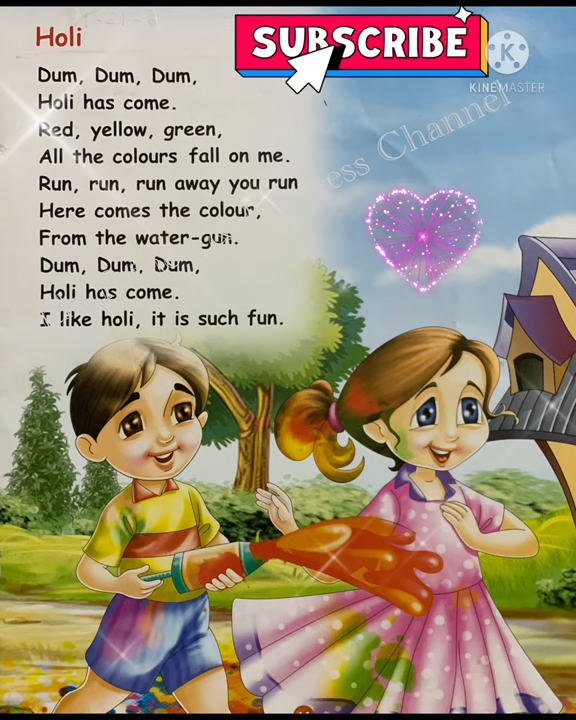 Holi
SUBSCRIBE
KINEMASTER
Dum, Dum, Dum,
Holi has come.
Red, yellow, green,
All the colours fall on me.
Run, run, run away you run
Here comes the colour,
From the water-gun.
Dum, Dum, Dum,
Holi has come.
I like holi, it is such fun.
Channel